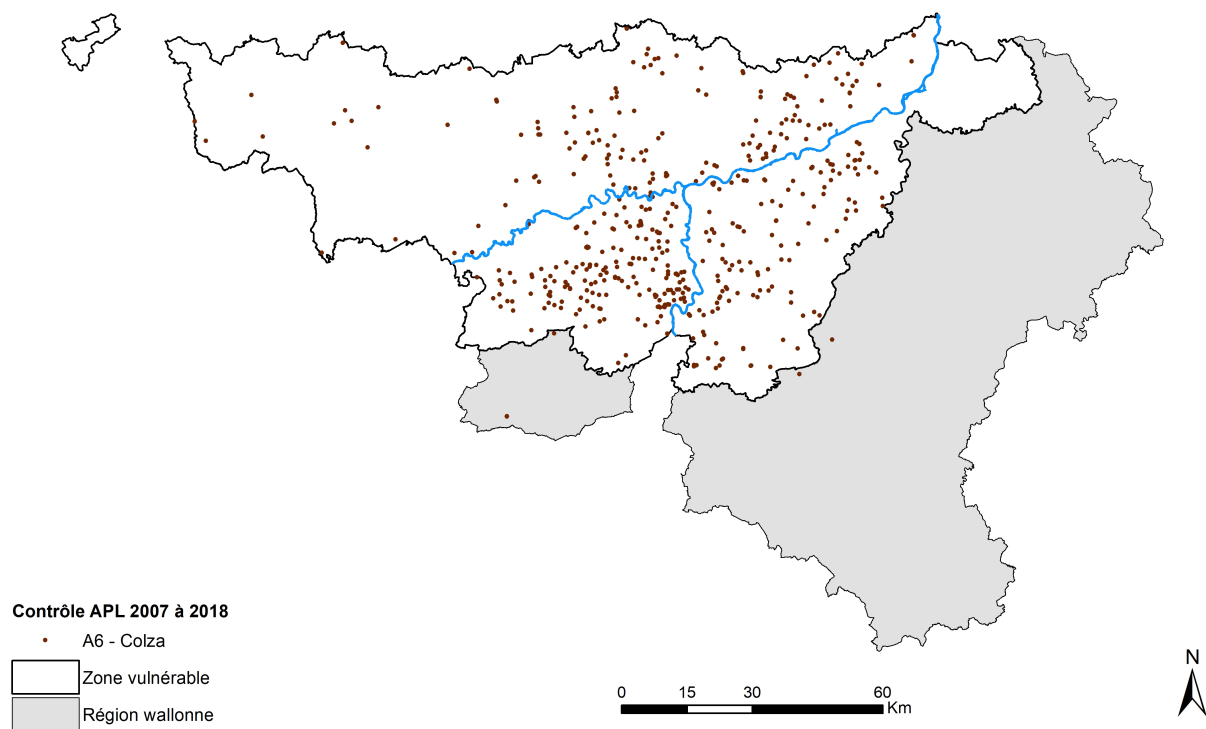 Contrôle APL 2007 à 2018
A6 - Colza
Zone vulnérable
Région wallonne
0 15 30 60
Km
N